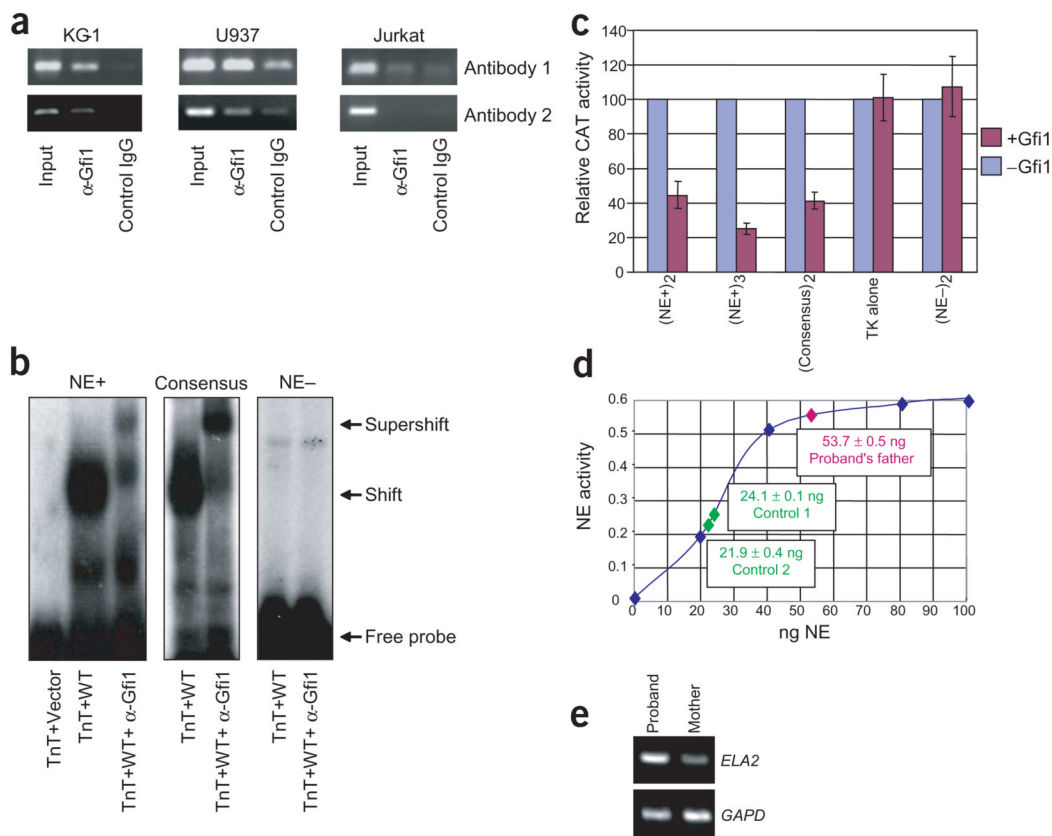 a
KG-1
U937
Jurkat
Antibody 1
Antibody 2
Input
α-Gfi1
Control IgG
Input
α-Gfi1
Control IgG
Input
α-Gfi1
Control IgG
b
NE+
Consensus
NE–
Supershift
Shift
Free probe
TnT+Vector
TnT+WT
TnT+WT+ α-Gfi1
TnT+WT
TnT+WT+ α-Gfi1
TnT+WT
TnT+WT+ α-Gfi1
c
Relative CAT activity
140
120
100
80
60
40
20
0
(NE+)2
(NE+)3
(Consensus)2
TK alone
(NE–)2
+Gfi1
–Gfi1
d
NE activity
0.6
0.5
0.4
0.3
0.2
0.1
0
53.7 ± 0.5 ng
Proband's father
24.1 ± 0.1 ng
Control 1
21.9 ± 0.4 ng
Control 2
0 10 20 30 40 50 60 70 80 90 100
ng NE
e
Proband
Mother
ELA2
GAPD